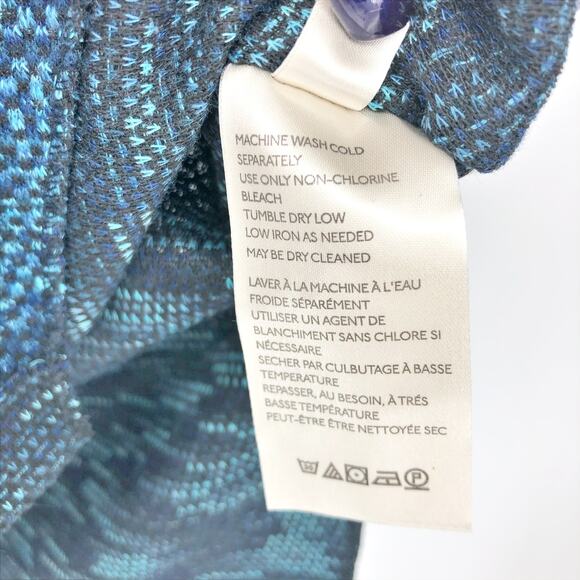 MACHINE WASH COLD
SEPARATELY
USE ONLY NON-CHLORINE
BLEACH
TUMBLE DRY LOW
LOW IRON AS NEEDED
MAY BE DRY CLEANED
LAVER À LA MACHINE À L'EAU
FROIDE SÉPARÉMENT
UTILISER UN AGENT DE
BLANCHIMENT SANS CHLORE SI
NÉCESSAIRE
SECHER PAR CULBUTAGE À BASSE
TEMPERATURE
REPASSER, AU BESOIN, À TRÉS
BASSE TEMPÉRATURE
PEUT-ÊTRE ÊTRE NETTOYÉE SEC
30 P